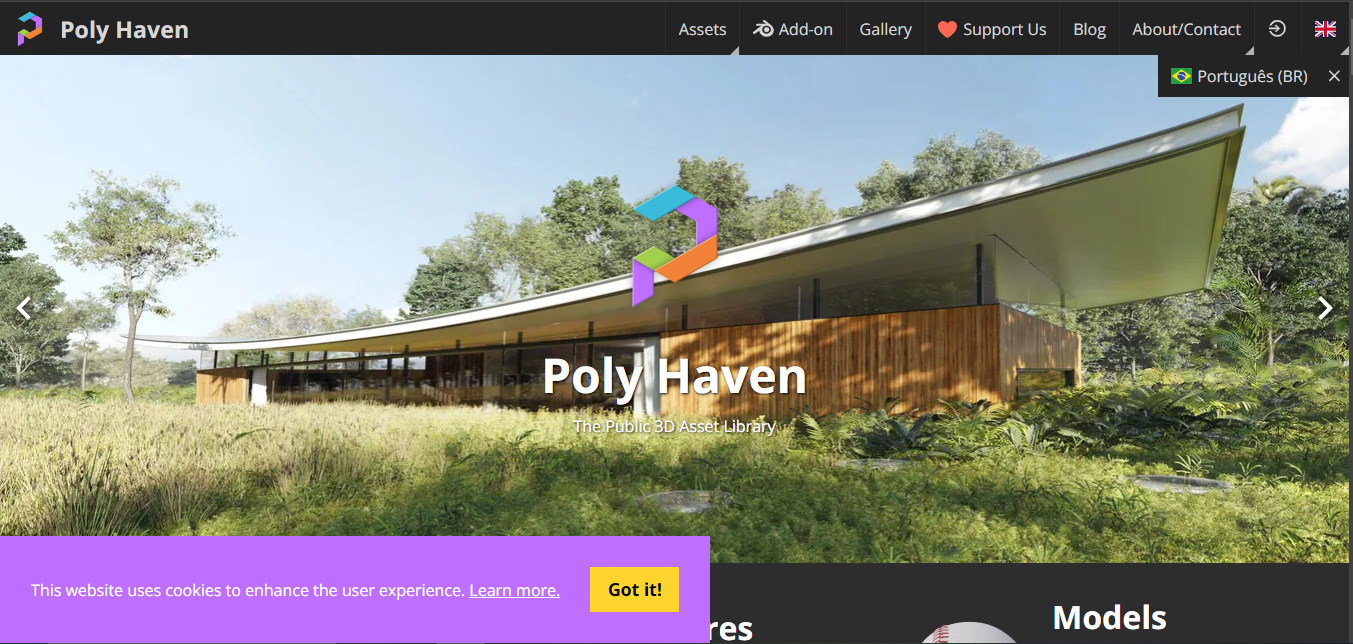 Poly Haven
Assets
Add-on
Gallery
Support Us
Blog
About/Contact
Português (BR)
Poly Haven
The Public 3D Asset Library
This website uses cookies to enhance the user experience. Learn more.
Got it!
Models
res